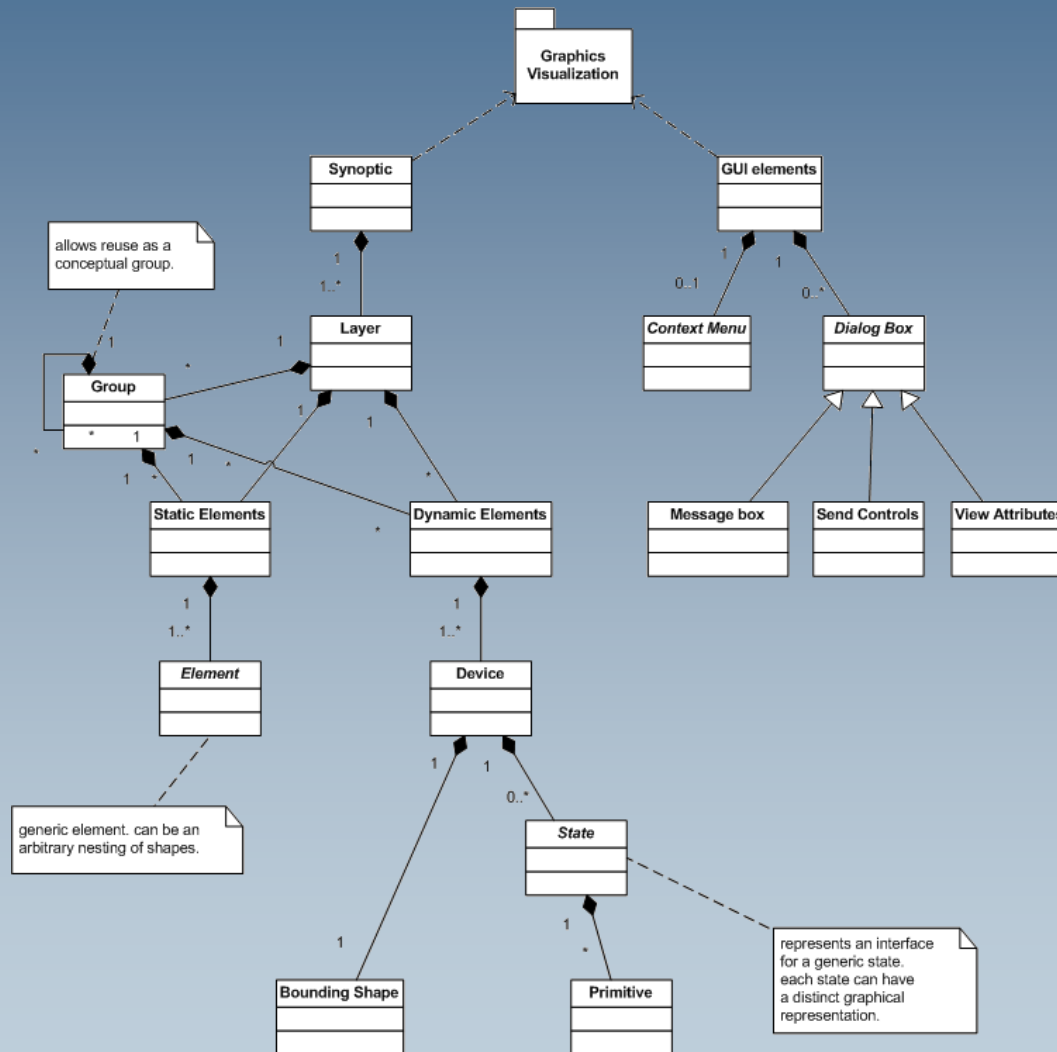 Graphics
Visualization
Synoptic
GUI elements
allows reuse as a
conceptual group.
1
1..*
1
0..1
1
0..*
Layer
Context Menu
Dialog Box
1
1
*
Group
*
1
*
1
1
1
1
*
*
*
1
*
Static Elements
Dynamic Elements
Message box
Send Controls
View Attributes
1
1..*
1
1..*
Element
Device
generic element. can be an
arbitrary nesting of shapes.
1
1
0..*
State
1
*
1
represents an interface
for a generic state.
each state can have
a distinct graphical
representation.
Bounding Shape
Primitive